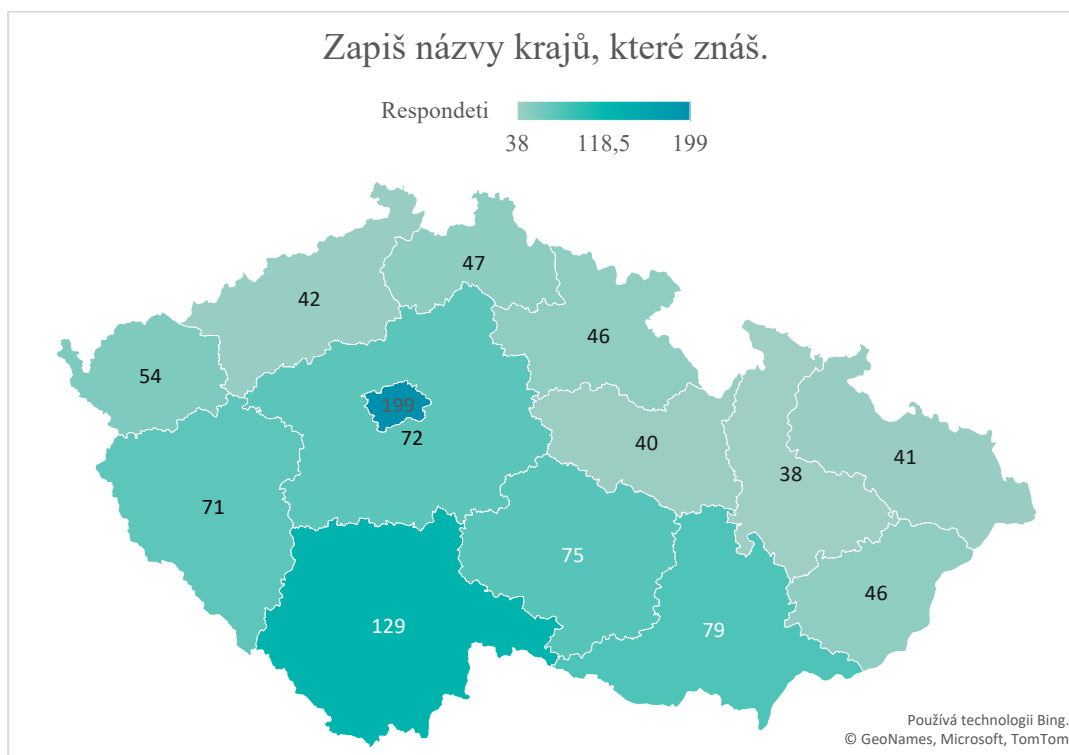 Zapiš názvy krajů, které znáš.
Respondeti
38 118,5 199
47
42
46
54
199
72
40
41
38
71
75
46
129
79
Používá technologii Bing.
© GeoNames, Microsoft, TomTom